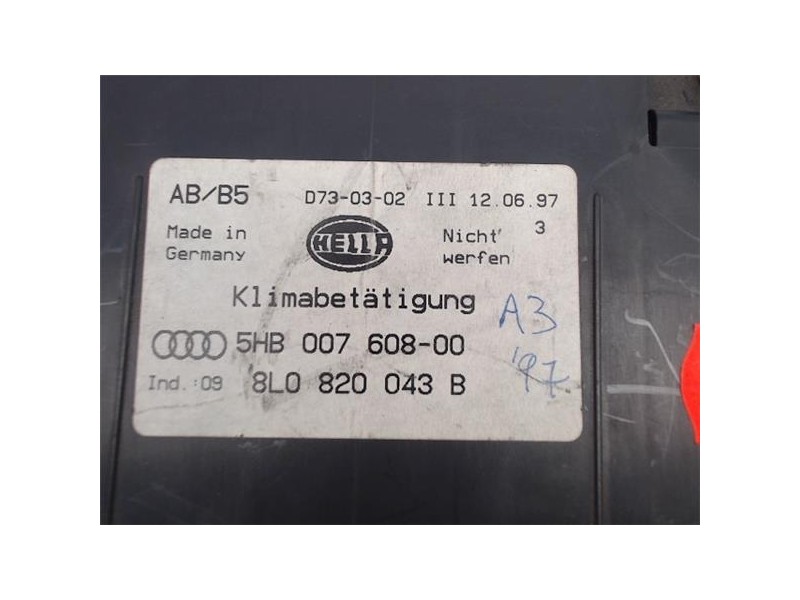 AB/B5 D73-03-02 III 12.06.97
Made in Germany HELLA Nicht werfen 3
Klimabetätigung
A3
5HB 007 608-00
Ind.:09 8L0 820 043 B
'97